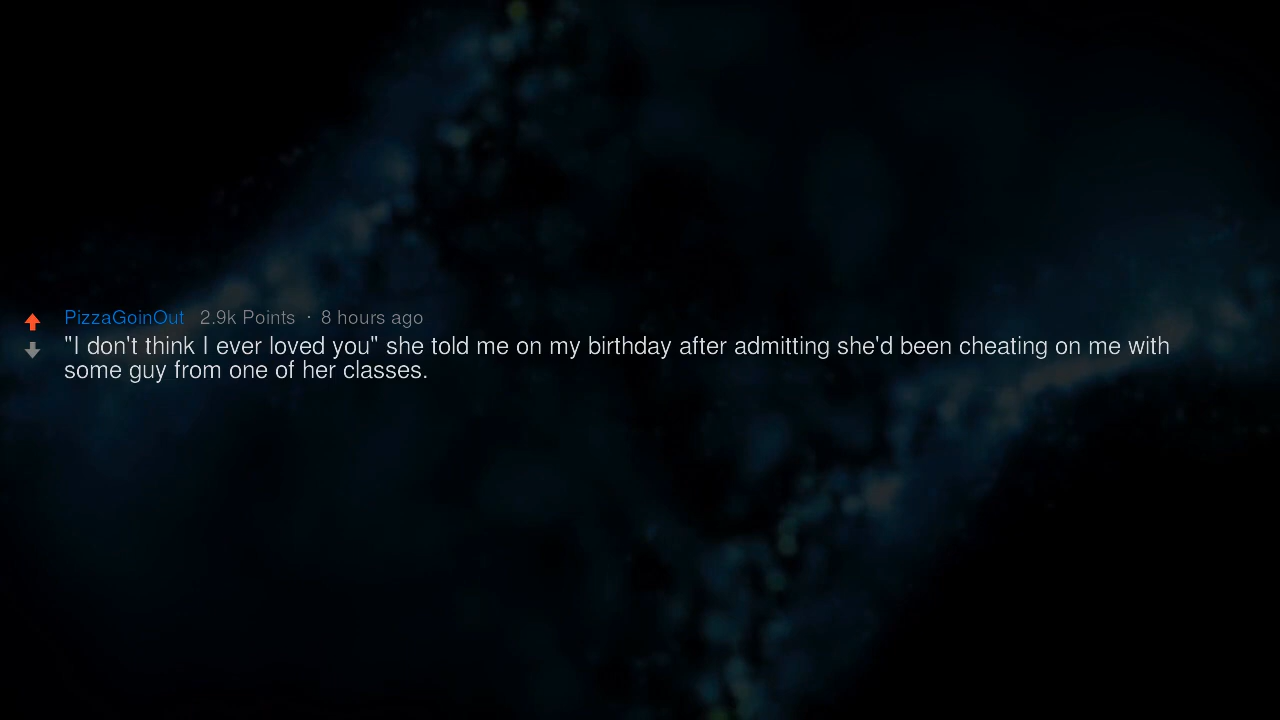 PizzaGoinOut 2.9k Points · 8 hours ago
"I don't think I ever loved you" she told me on my birthday after admitting she'd been cheating on me with
some guy from one of her classes.